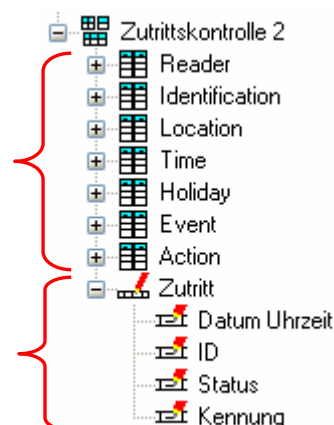 Zutrittskontrolle 2
Reader
Identification
Location
Time
Holiday
Event
Action
Zutritt
Datum Uhrzeit
ID
Status
Kennung